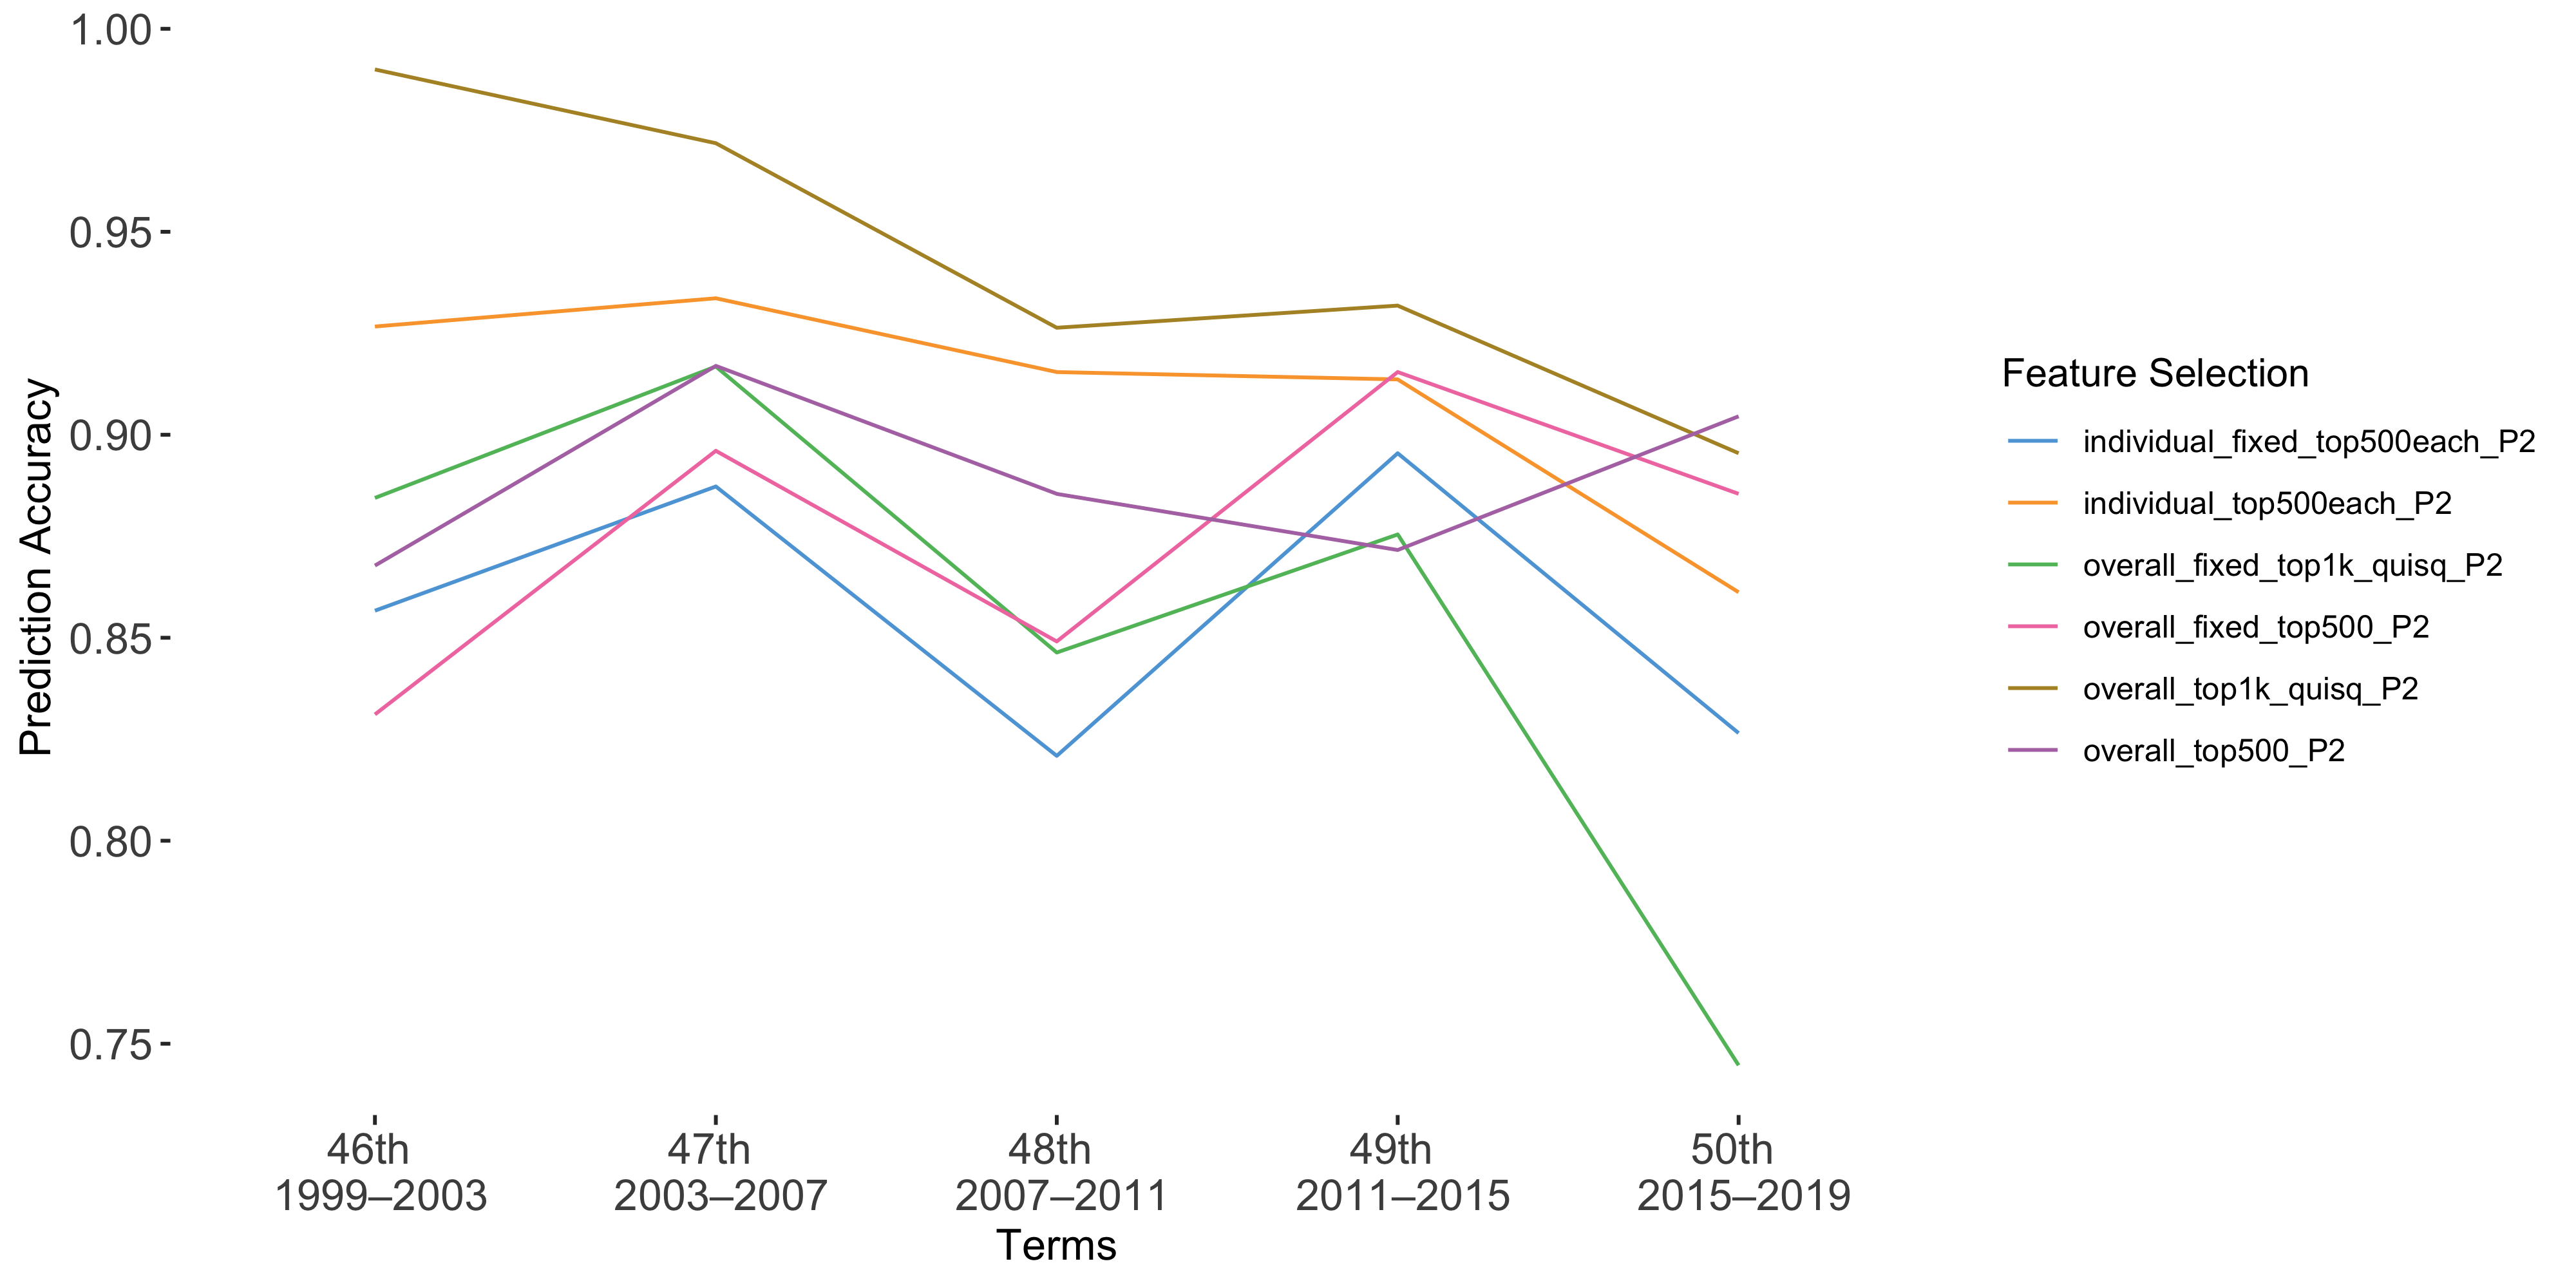 1.00
0.95
0.90
0.85
0.80
0.75
Prediction Accuracy
46th
1999–2003
47th
2003–2007
48th
2007–2011
49th
2011–2015
50th
2015–2019
Terms
Feature Selection
individual_fixed_top500each_P2
individual_top500each_P2
overall_fixed_top1k_quisq_P2
overall_fixed_top500_P2
overall_top1k_quisq_P2
overall_top500_P2